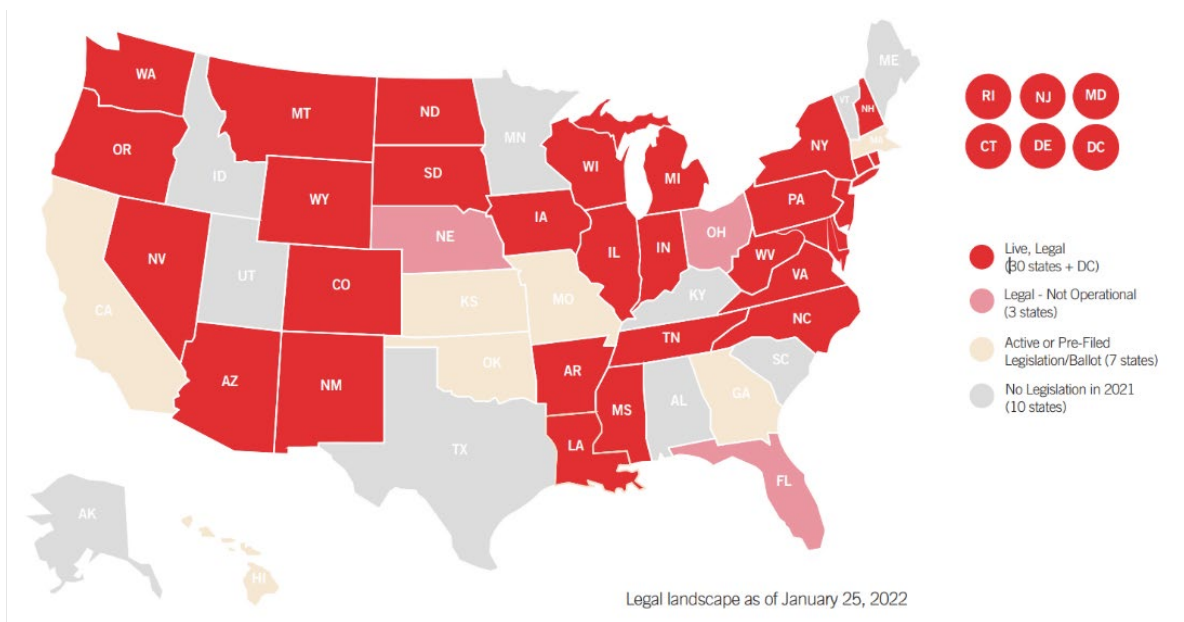 ME
WA
VT
NH
MT
ND
MN
OR
NY
MA
WI
SD
ID
MI
WY
PA
IA
NE
OH
IL
IN
NV
UT
WV
CO
VA
CA
KS
MO
KY
NC
TN
OK
AZ
NM
AR
SC
MS
AL
GA
LA
TX
FL
AK
HI
RI NJ MD
CT DE DC
Live, Legal
(30 states + DC)
Legal - Not Operational
(3 states)
Active or Pre-Filed
Legislation/Ballot (7 states)
No Legislation in 2021
(10 states)
Legal landscape as of January 25, 2022